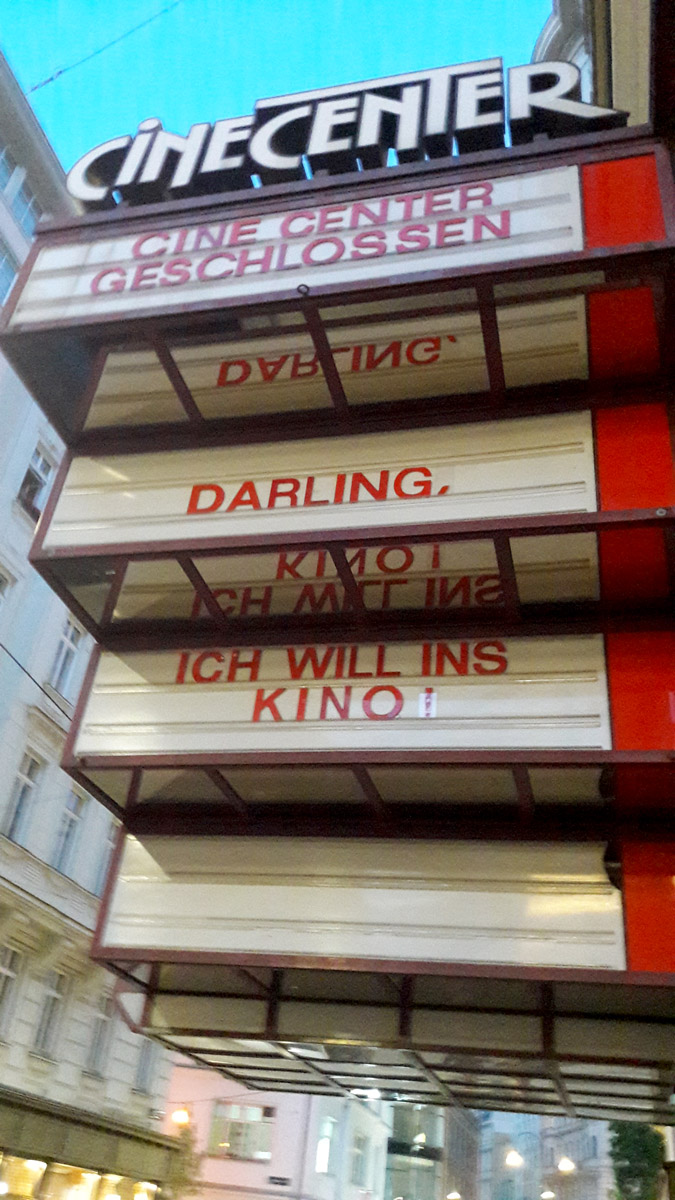 CiNECENTER
CINE CENTER
GESCHLOSSEN
DARLING,
DARLING,
KINO!
ICH WILL INS
ICH WILL INS
KINO!